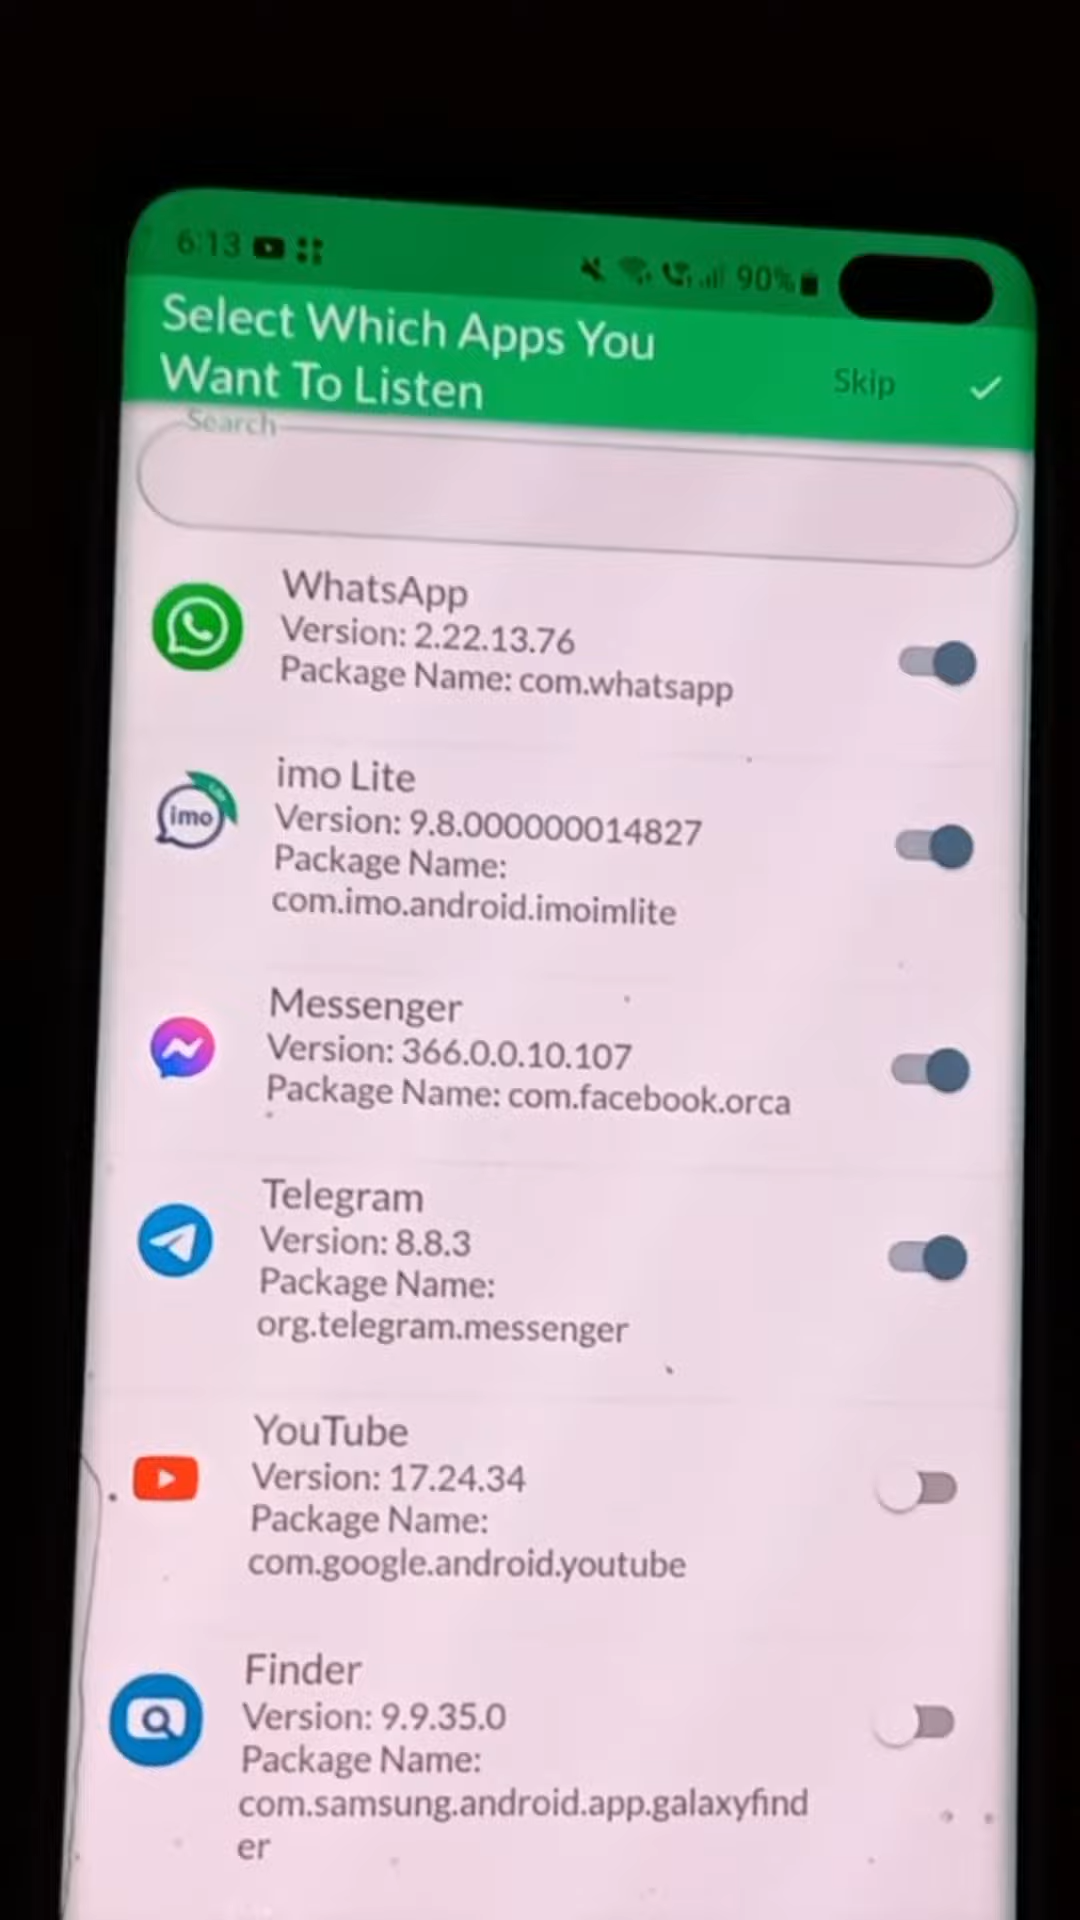 6:13 90%
Select Which Apps You
Want To Listen
Skip
Search
WhatsApp
Version: 2.22.13.76
Package Name: com.whatsapp
imo
imo Lite
Version: 9.8.000000014827
Package Name:
com.imo.android.imoimlite
Messenger
Version: 366.0.0.10.107
Package Name: com.facebook.orca
Telegram
Version: 8.8.3
Package Name:
org.telegram.messenger
YouTube
Version: 17.24.34
Package Name:
com.google.android.youtube
Finder
Version: 9.9.35.0
Package Name:
com.samsung.android.app.galaxyfind
er